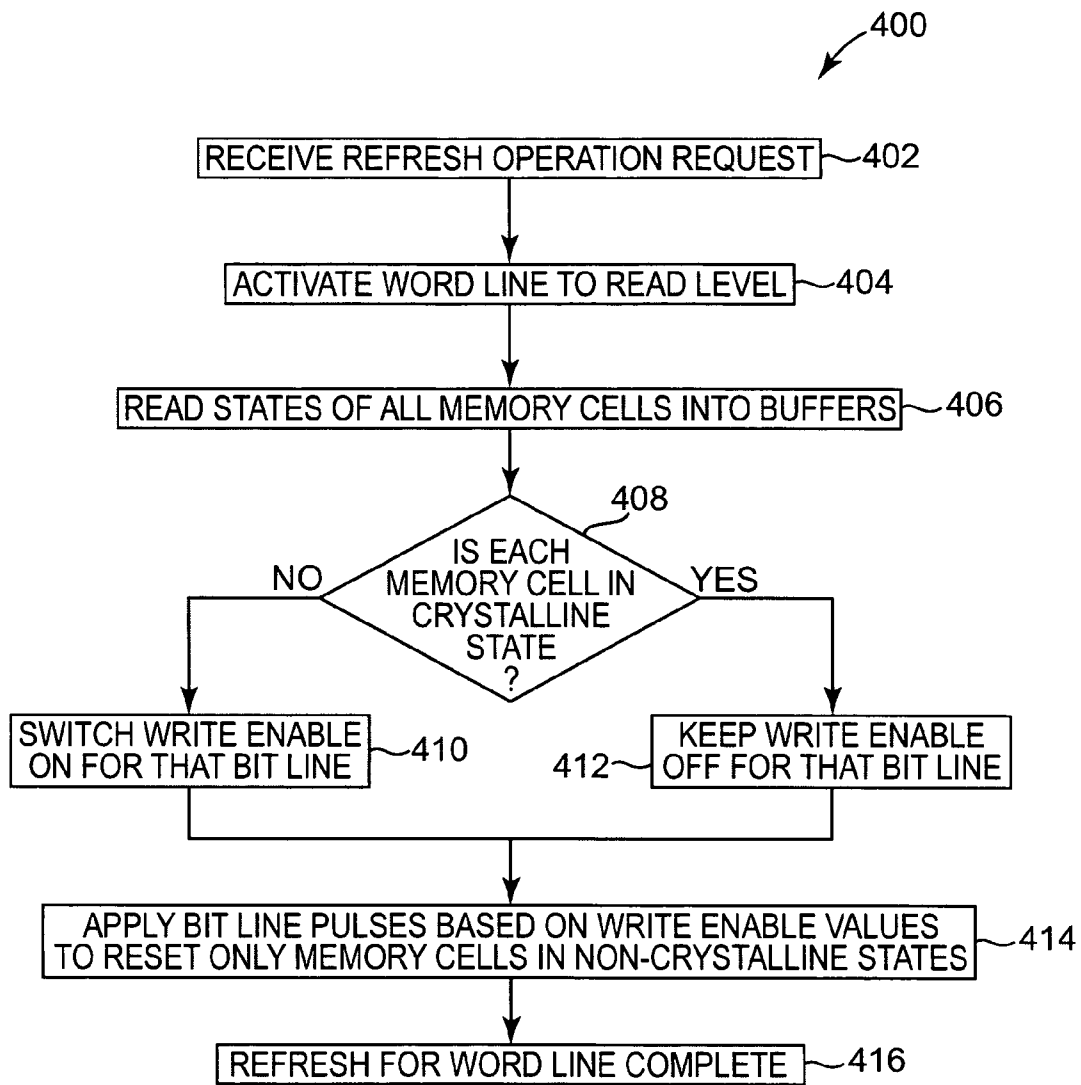 400
RECEIVE REFRESH OPERATION REQUEST 402
ACTIVATE WORD LINE TO READ LEVEL 404
READ STATES OF ALL MEMORY CELLS INTO BUFFERS 406
408
IS EACH
MEMORY CELL IN
CRYSTALLINE
STATE
?
NO
YES
SWITCH WRITE ENABLE
ON FOR THAT BIT LINE
410
412
KEEP WRITE ENABLE
OFF FOR THAT BIT LINE
APPLY BIT LINE PULSES BASED ON WRITE ENABLE VALUES
TO RESET ONLY MEMORY CELLS IN NON-CRYSTALLINE STATES
414
REFRESH FOR WORD LINE COMPLETE 416